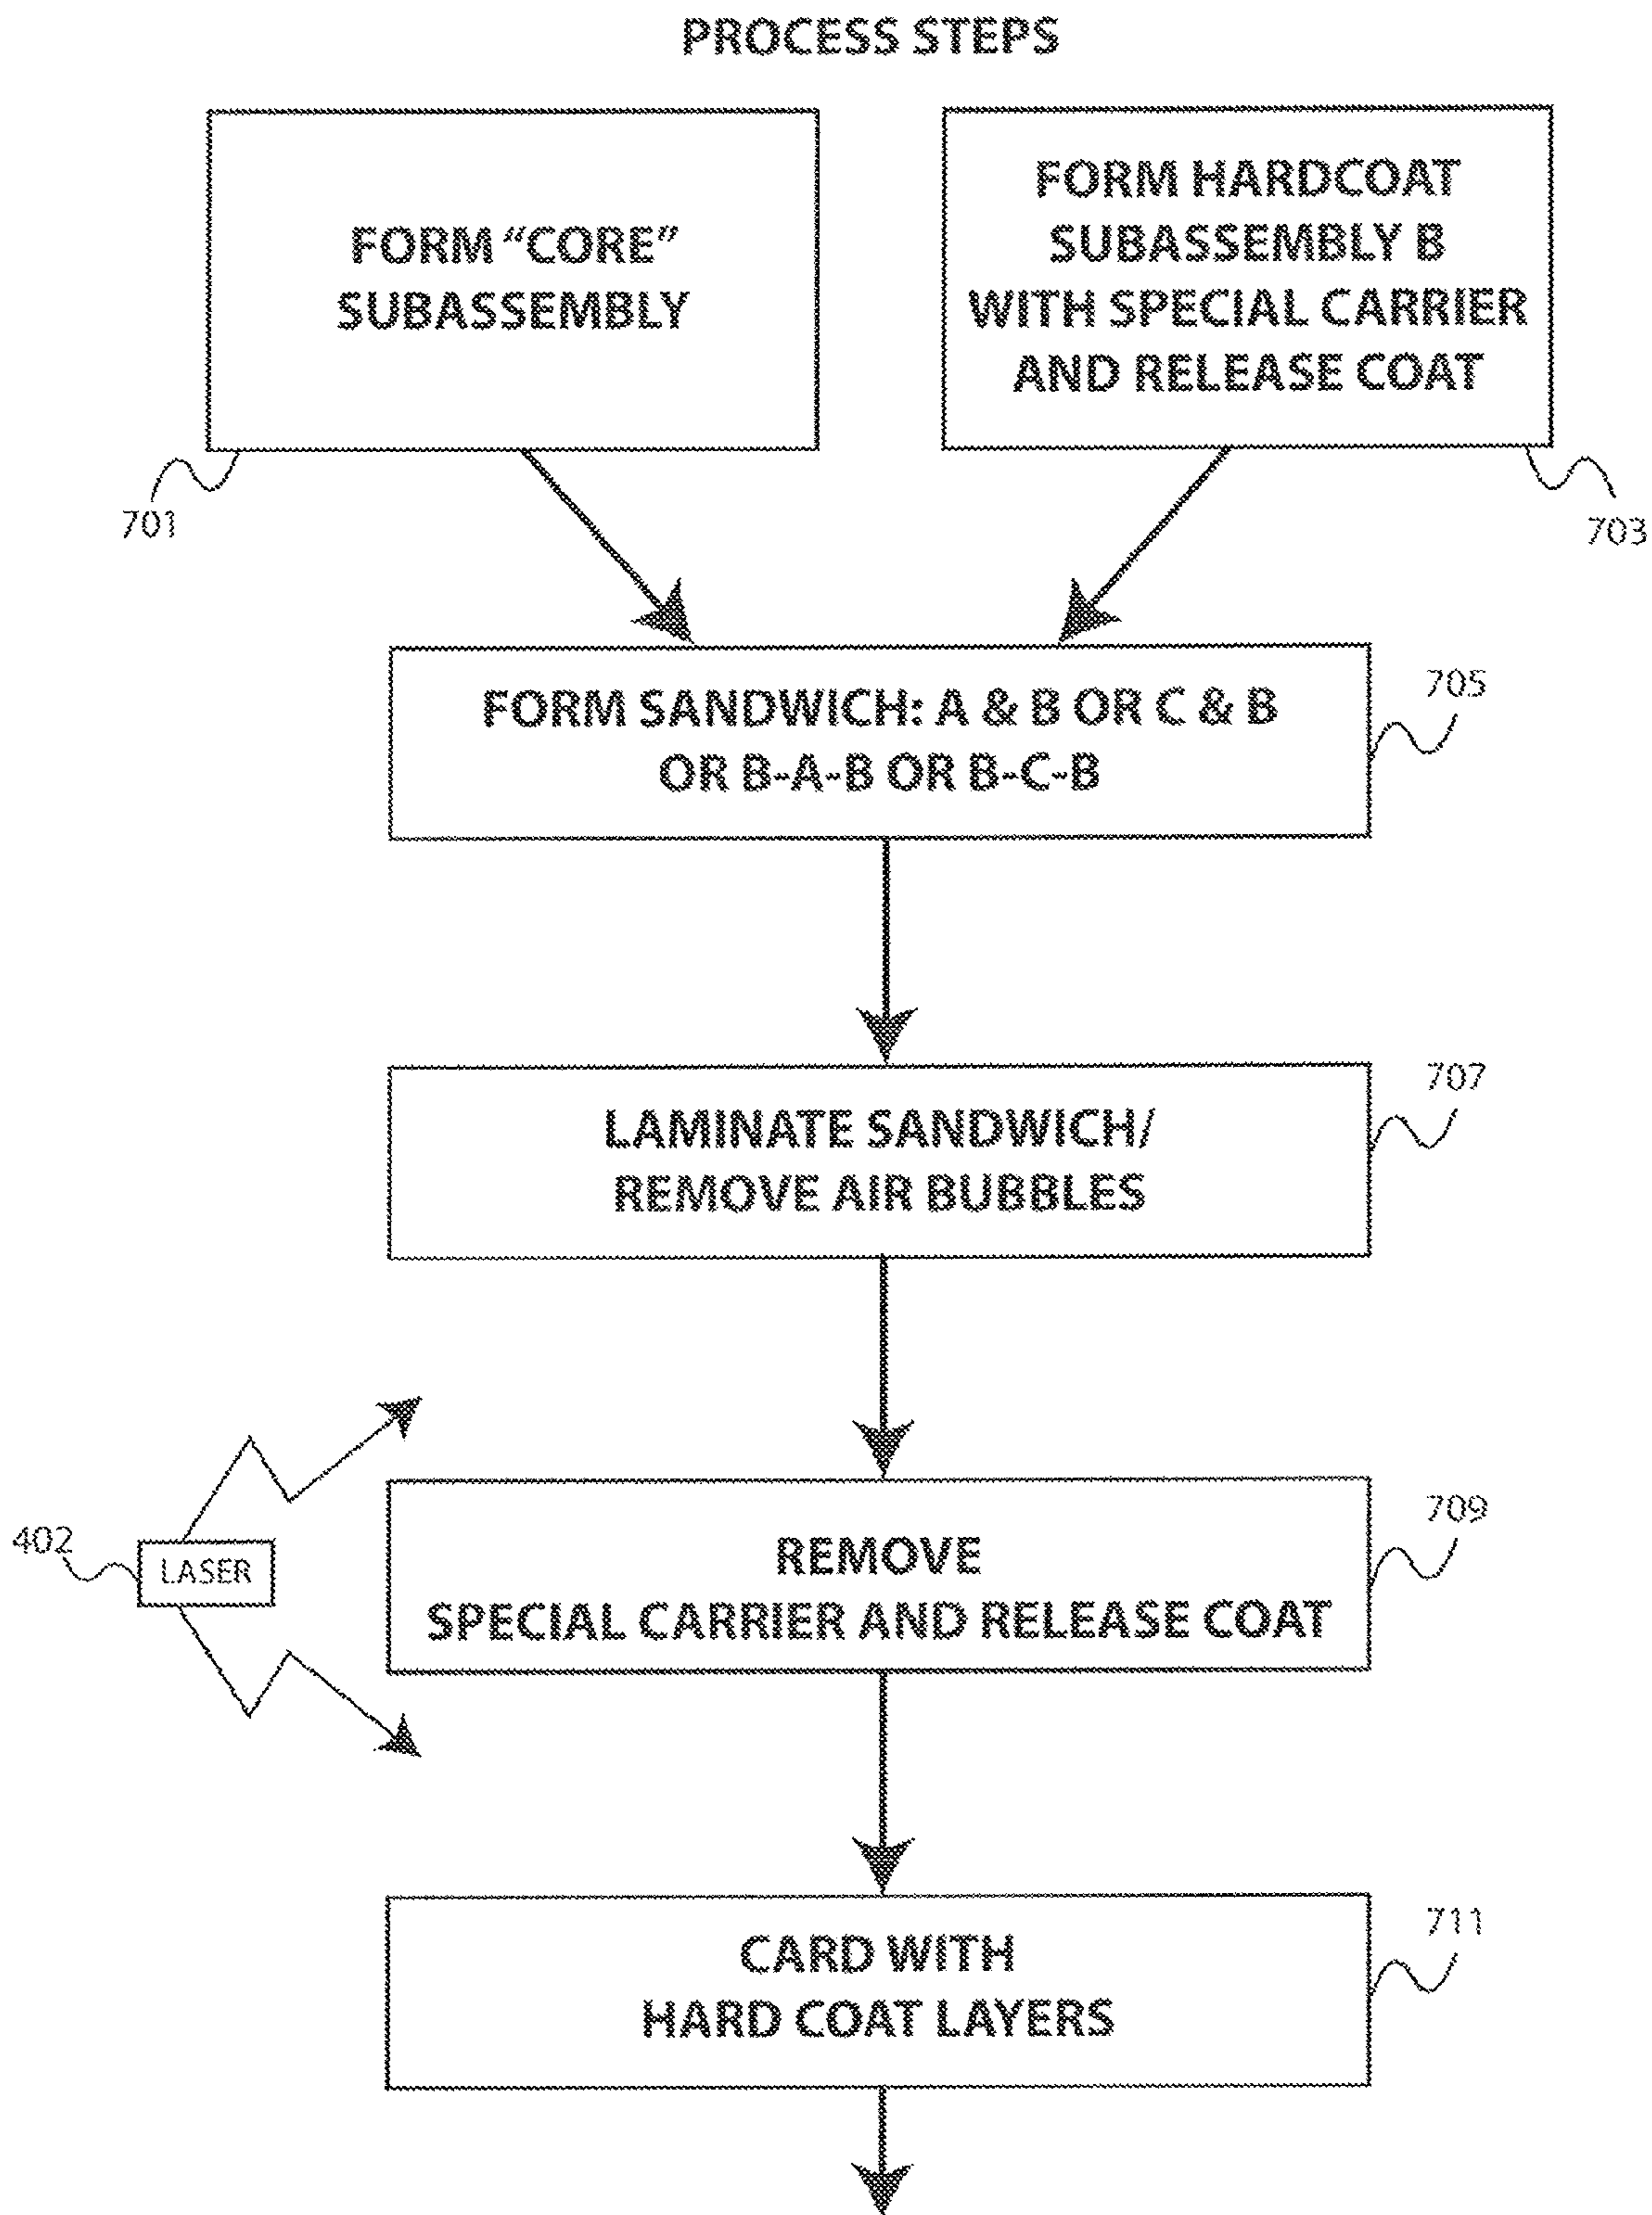 PROCESS STEPS
FORM "CORE"
SUBASSEMBLY
701
FORM HARDCOAT
SUBASSEMBLY B
WITH SPECIAL CARRIER
AND RELEASE COAT
703
FORM SANDWICH: A & B OR C & B
OR B-A-B OR B-C-B
705
LAMINATE SANDWICH/
REMOVE AIR BUBBLES
707
402
LASER
REMOVE
SPECIAL CARRIER AND RELEASE COAT
709
CARD WITH
HARD COAT LAYERS
711